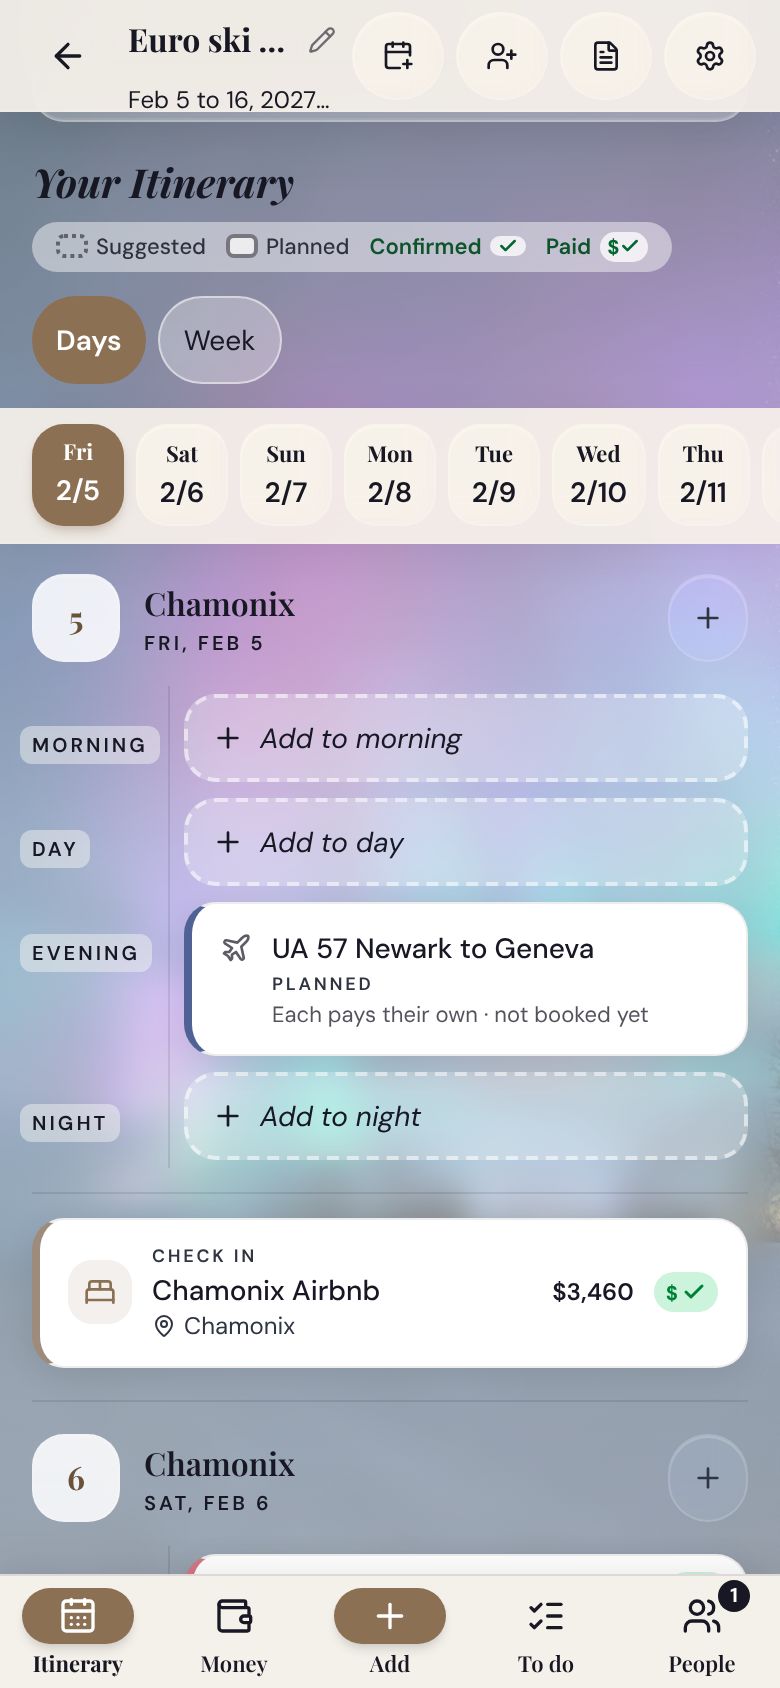 Euro ski ...
Feb 5 to 16, 2027...
Your Itinerary
Suggested Planned Confirmed Paid $
Days Week
Fri Sat Sun Mon Tue Wed Thu
2/5 2/6 2/7 2/8 2/9 2/10 2/11
5 Chamonix
FRI, FEB 5
MORNING Add to morning
DAY Add to day
EVENING UA 57 Newark to Geneva
PLANNED
Each pays their own · not booked yet
NIGHT Add to night
CHECK IN
Chamonix Airbnb $3,460 $
Chamonix
6 Chamonix
SAT, FEB 6
1
Itinerary Money Add To do People